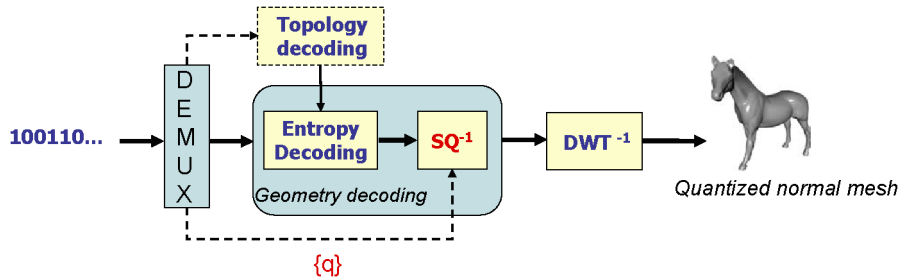 Topology
decoding
D
E
M
U
X
100110...
Entropy
Decoding
SQ⁻¹
DWT ⁻¹
Geometry decoding
Quantized normal mesh
{q}